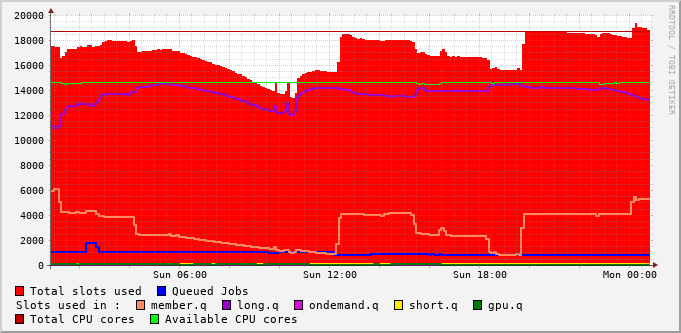 20000
18000
16000
14000
12000
10000
8000
6000
4000
2000
0
Sun 06:00 Sun 12:00 Sun 18:00 Mon 00:00
RRDTOOL / TOBI OETIKER
Total slots used Queued Jobs
Slots used in : member.q long.q ondemand.q short.q gpu.q
Total CPU cores Available CPU cores